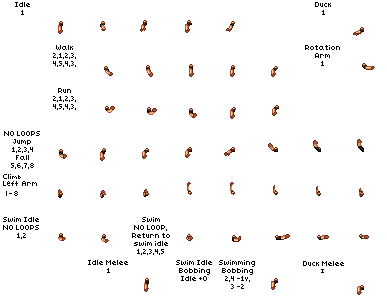 Idle
1
Duck
1
Walk
2,1,2,3,
4,5,4,3,
Rotation
Arm
1
Run
2,1,2,3,
4,5,4,3,
NO LOOPS
Jump
1,2,3,4
Fall
5,6,7,8
Climb
Left Arm
1-8
Swim Idle
NO LOOPS
1,2
Swim
NO LOOP,
Return to
swim idle
1,2,3,4,5
Idle Melee
1
Swim Idle
Bobbing
Idle +0
Swimming
Bobbing
2,4 -1v,
3 -2
Duck Melee
1